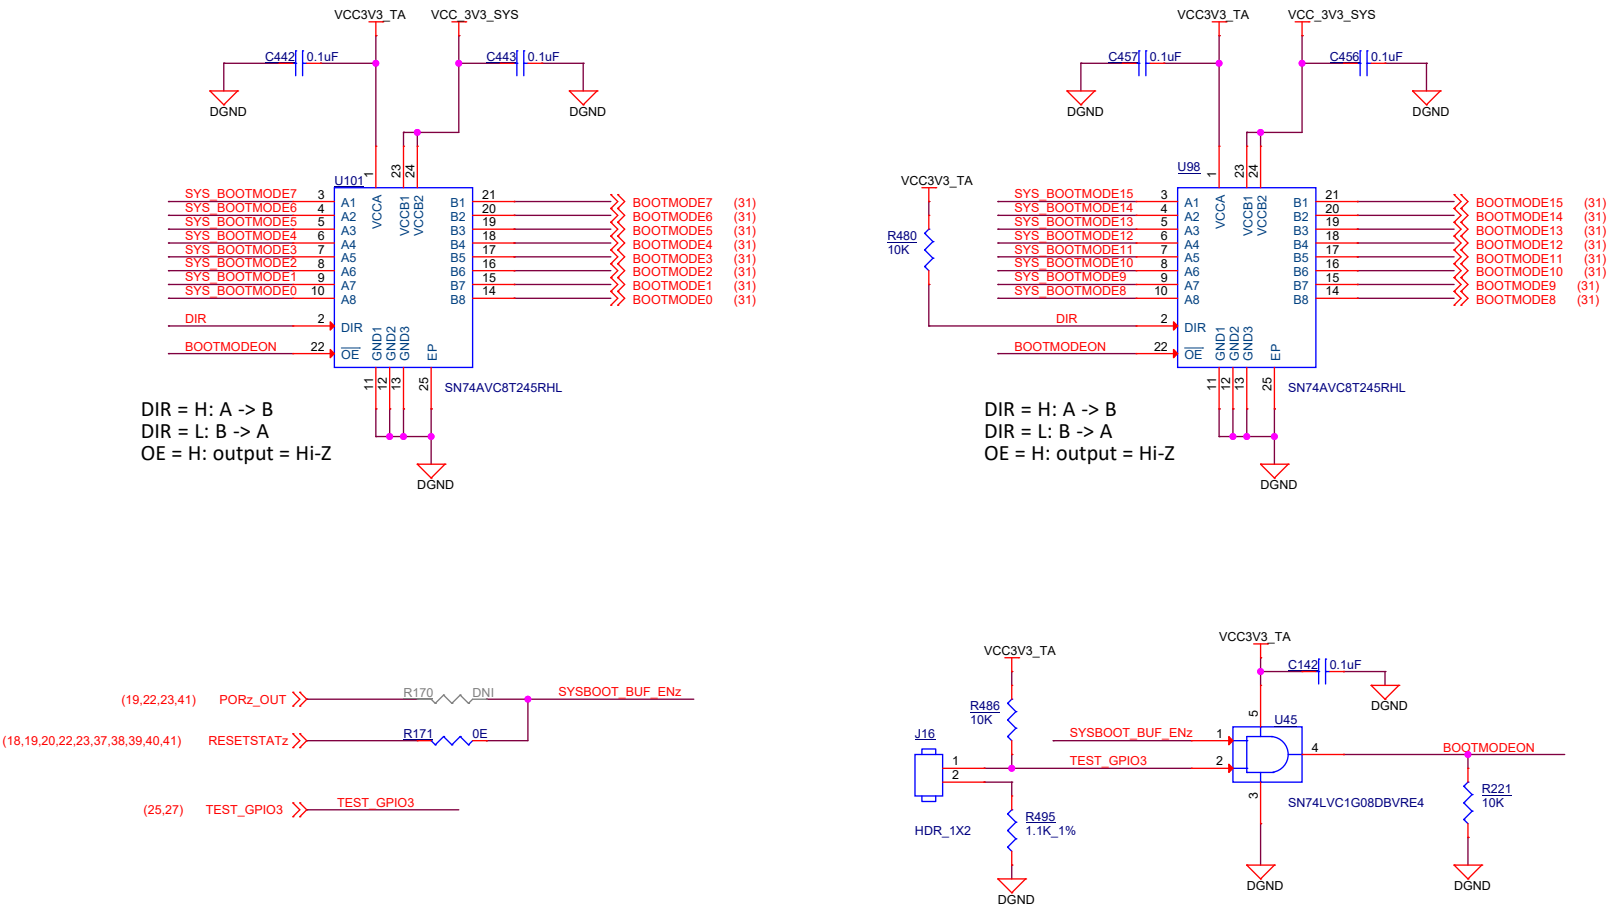 VCC3V3_TA VCC_3V3_SYS
C442 0.1uF C443 0.1uF
DGND DGND
U101
1 23 24
VCCA VCCB1 VCCB2
SYS_BOOTMODE7 3 A1 B1 21 BOOTMODE7 (31)
SYS_BOOTMODE6 4 A2 B2 20 BOOTMODE6 (31)
SYS_BOOTMODE5 5 A3 B3 19 BOOTMODE5 (31)
SYS_BOOTMODE4 6 A4 B4 18 BOOTMODE4 (31)
SYS_BOOTMODE3 7 A5 B5 17 BOOTMODE3 (31)
SYS_BOOTMODE2 8 A6 B6 16 BOOTMODE2 (31)
SYS_BOOTMODE1 9 A7 B7 15 BOOTMODE1 (31)
SYS_BOOTMODE0 10 A8 B8 14 BOOTMODE0 (31)
DIR 2 DIR
BOOTMODEON 22 OE
GND1 GND2 GND3 EP
11 12 13 25
SN74AVC8T245RHL
DIR = H: A -> B
DIR = L: B -> A
OE = H: output = Hi-Z
DGND
VCC3V3_TA VCC_3V3_SYS
C457 0.1uF C456 0.1uF
DGND DGND
U98
1 23 24
VCCA VCCB1 VCCB2
VCC3V3_TA
R480
10K
SYS_BOOTMODE15 3 A1 B1 21 BOOTMODE15 (31)
SYS_BOOTMODE14 4 A2 B2 20 BOOTMODE14 (31)
SYS_BOOTMODE13 5 A3 B3 19 BOOTMODE13 (31)
SYS_BOOTMODE12 6 A4 B4 18 BOOTMODE12 (31)
SYS_BOOTMODE11 7 A5 B5 17 BOOTMODE11 (31)
SYS_BOOTMODE10 8 A6 B6 16 BOOTMODE10 (31)
SYS_BOOTMODE9 9 A7 B7 15 BOOTMODE9 (31)
SYS_BOOTMODE8 10 A8 B8 14 BOOTMODE8 (31)
DIR 2 DIR
BOOTMODEON 22 OE
GND1 GND2 GND3 EP
11 12 13 25
SN74AVC8T245RHL
DIR = H: A -> B
DIR = L: B -> A
OE = H: output = Hi-Z
DGND
(19,22,23,41) PORz_OUT R170 DNI SYSBOOT_BUF_ENz
(18,19,20,22,23,37,38,39,40,41) RESETSTATz R171 0E
(25,27) TEST_GPIO3 TEST_GPIO3
VCC3V3_TA
VCC3V3_TA
C142 0.1uF
DGND
R486
10K
5 U45
J16
SYSBOOT_BUF_ENz 1
4 BOOTMODEON
1 TEST_GPIO3 2
2
3 SN74LVC1G08DBVRE4
R221
10K
HDR_1X2
R495
1.1K_1%
DGND
DGND
DGND